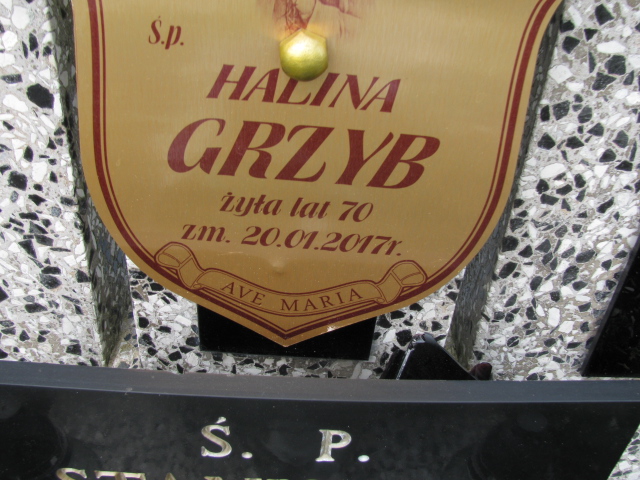 Ś.p.
HALINA
GRZYB
żyła lat 70
zm. 20.01.2017r.
AVE MARIA
Ś. P.